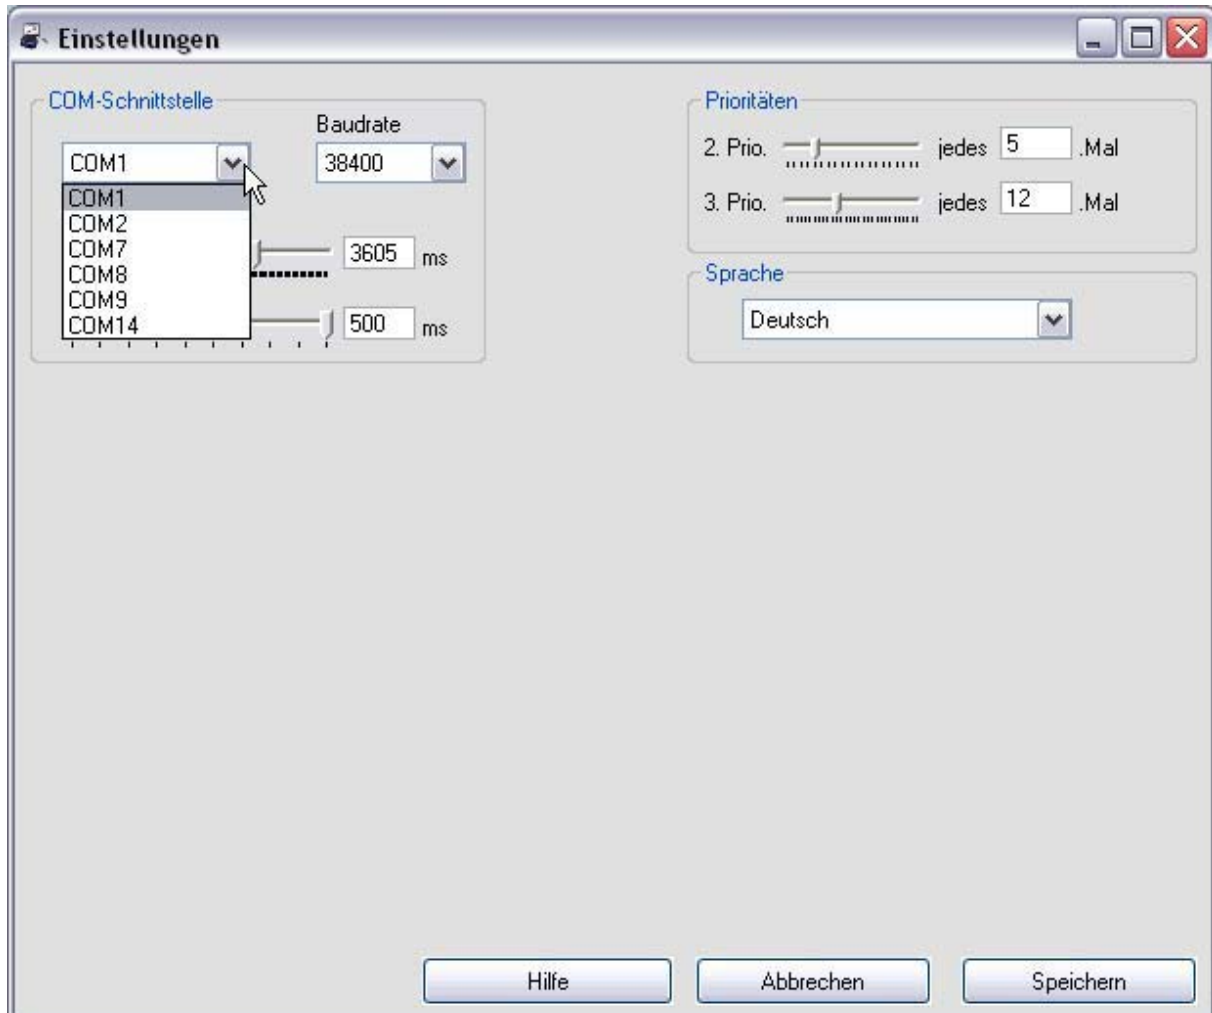 Einstellungen
COM-Schnittstelle
Baudrate
COM1
38400
COM1
COM2
COM7
COM8
COM9
COM14
3605 ms
500 ms
Prioritäten
2. Prio. jedes 5 .Mal
3. Prio. jedes 12 .Mal
Sprache
Deutsch
Hilfe
Abbrechen
Speichern